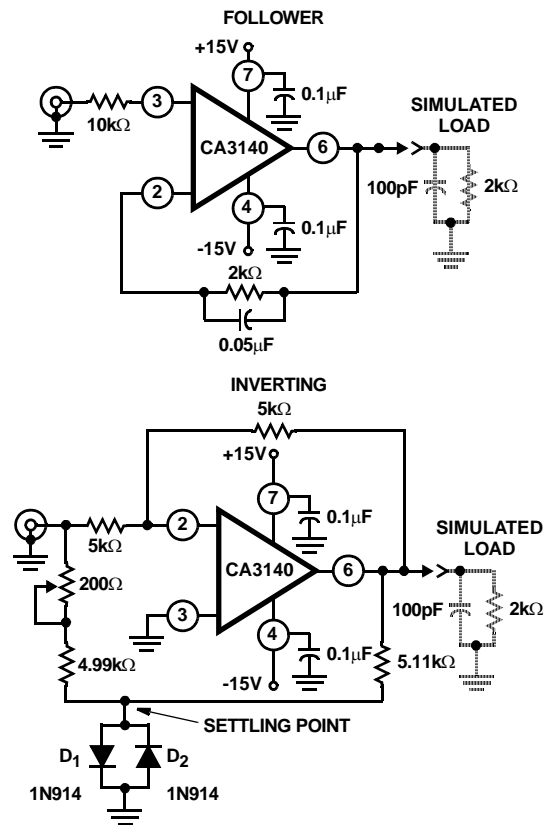 FOLLOWER
+15V
7
0.1μF
3
10kΩ
CA3140
6
2
4
0.1μF
-15V
2kΩ
0.05μF
SIMULATED
LOAD
100pF
2kΩ
INVERTING
5kΩ
+15V
7
0.1μF
5kΩ
2
CA3140
6
3
4
0.1μF
-15V
200Ω
4.99kΩ
5.11kΩ
SIMULATED
LOAD
100pF
2kΩ
SETTLING POINT
D1
D2
1N914
1N914